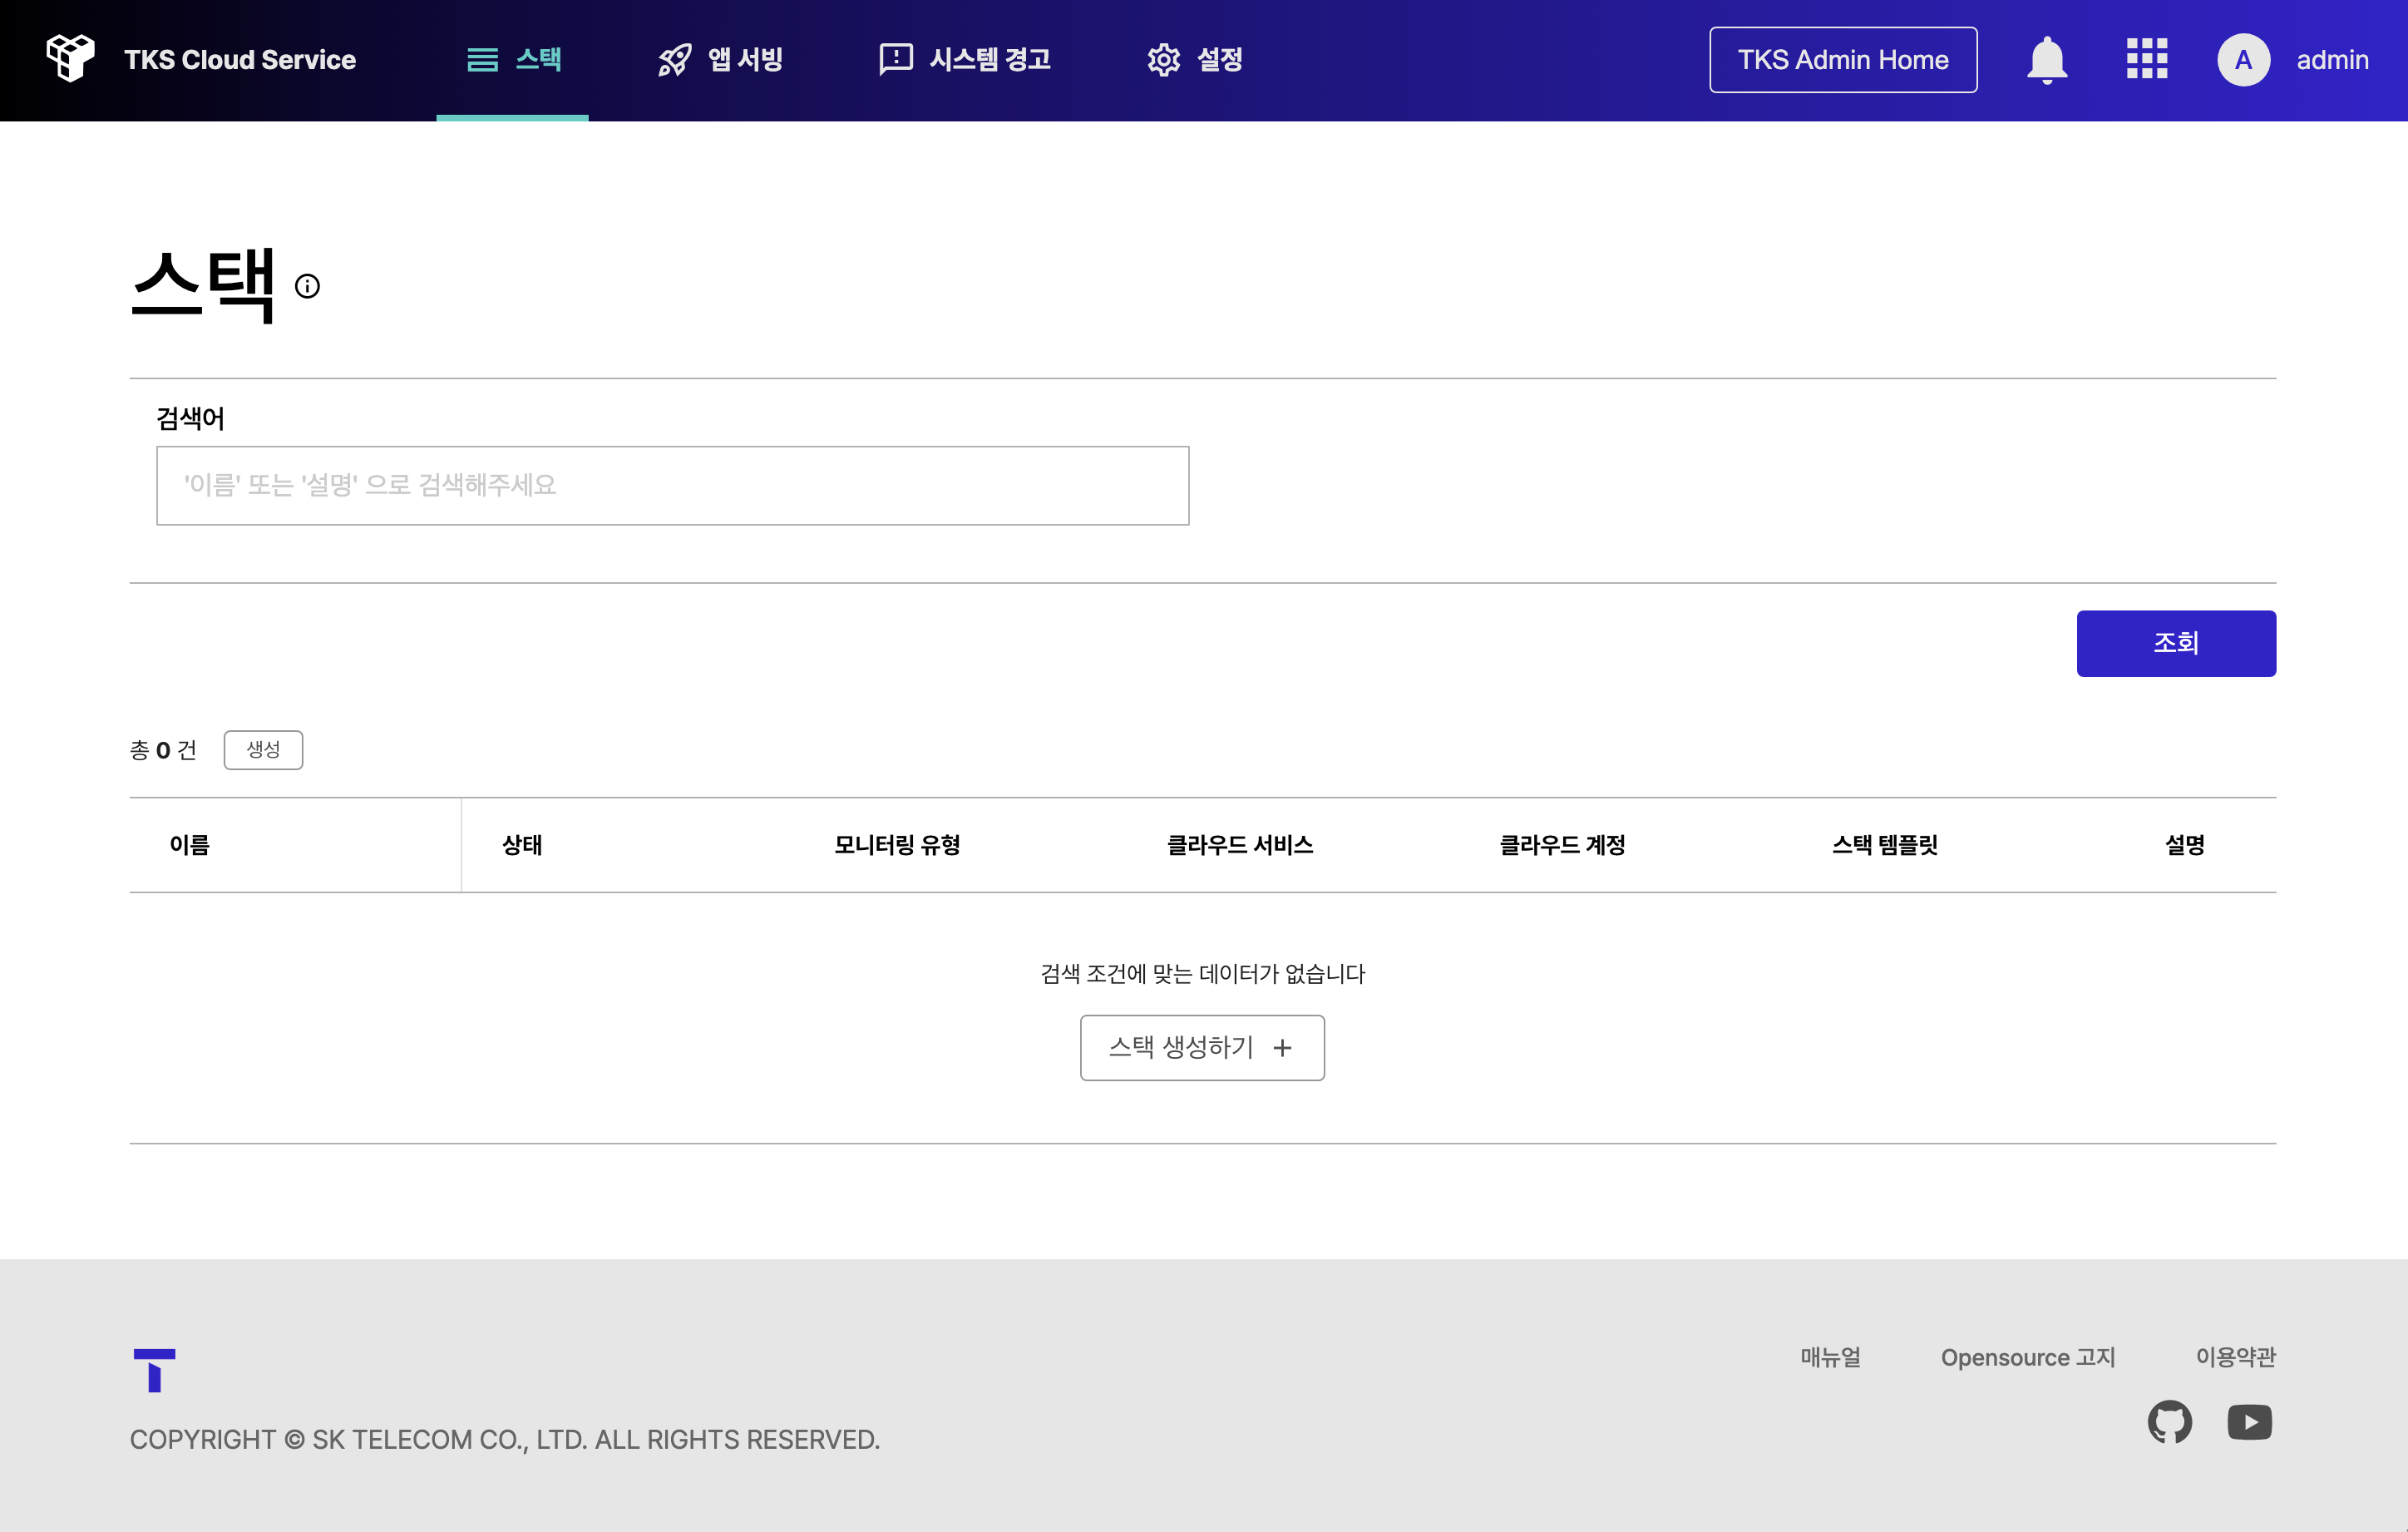 TKS Cloud Service 스택 앱 서빙 시스템 경고 설정 TKS Admin Home A admin
스택
검색어
'이름' 또는 '설명' 으로 검색해주세요
조회
총 0 건 생성
이름 상태 모니터링 유형 클라우드 서비스 클라우드 계정 스택 템플릿 설명
검색 조건에 맞는 데이터가 없습니다
스택 생성하기 +
매뉴얼 Opensource 고지 이용약관
COPYRIGHT © SK TELECOM CO., LTD. ALL RIGHTS RESERVED.